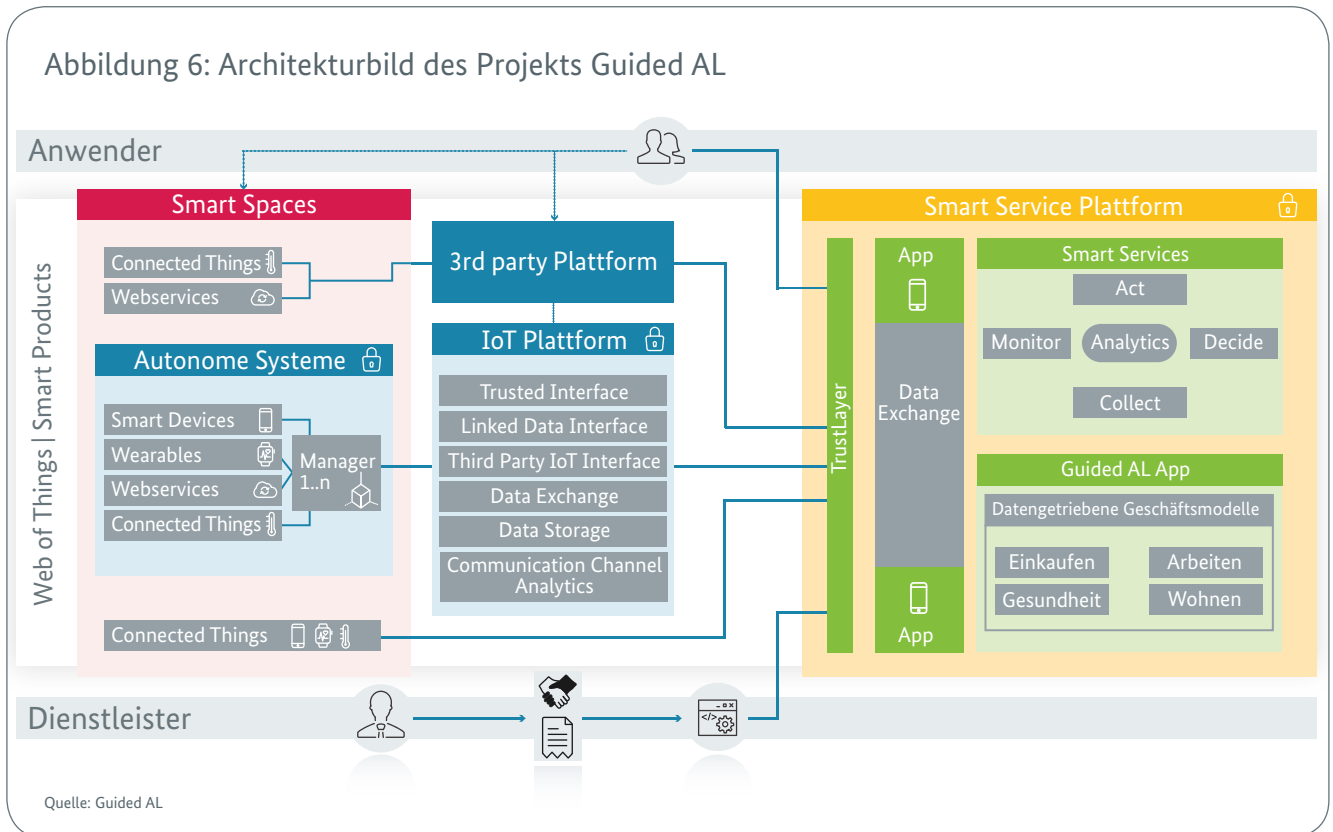 Abbildung 6: Architekturbild des Projekts Guided AL
Anwender
Web of Things | Smart Products
Smart Spaces
Connected Things
Webservices
Autonome Systeme
Smart Devices
Wearables
Webservices
Connected Things
Manager
1..n
Connected Things
3rd party Plattform
IoT Plattform
Trusted Interface
Linked Data Interface
Third Party IoT Interface
Data Exchange
Data Storage
Communication Channel
Analytics
Smart Service Plattform
TrustLayer
App
Data
Exchange
App
Smart Services
Act
Monitor
Analytics
Decide
Collect
Guided AL App
Datengetriebene Geschäftsmodelle
Einkaufen
Arbeiten
Gesundheit
Wohnen
Dienstleister
Quelle: Guided AL